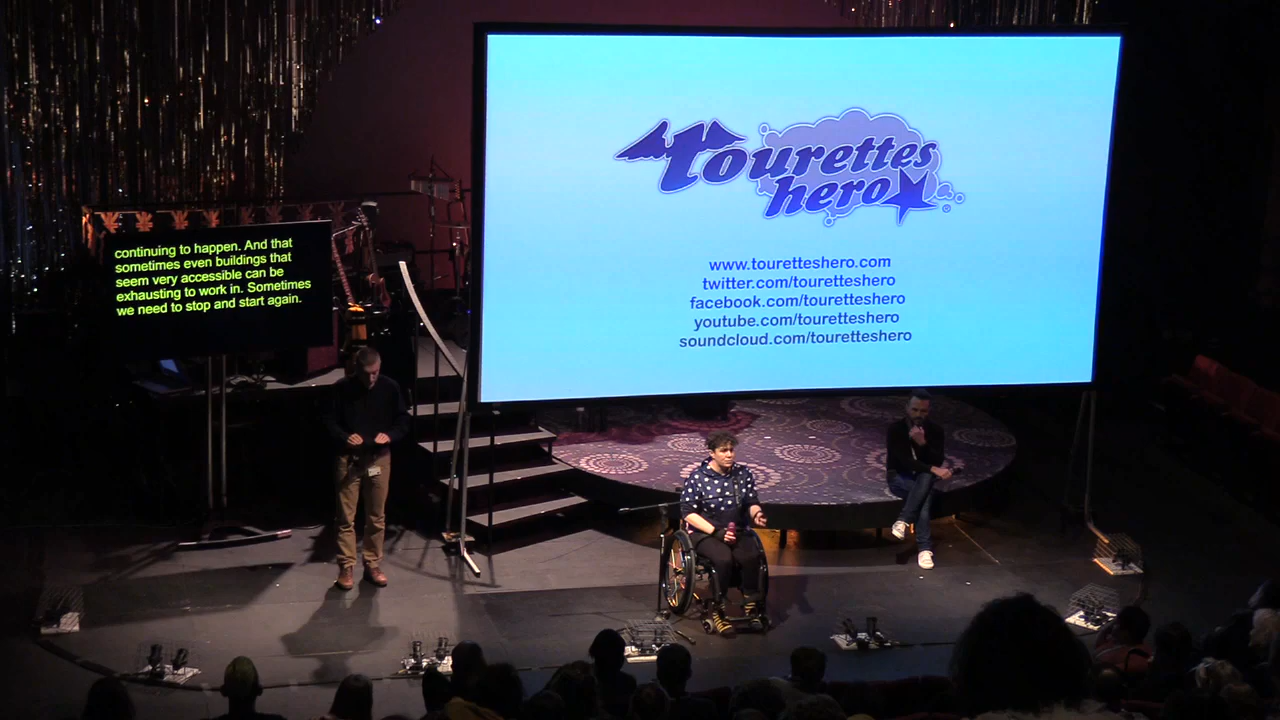 continuing to happen. And that
sometimes even buildings that
seem very accessible can be
exhausting to work in. Sometimes
we need to stop and start again.
tourettes
hero
www.touretteshero.com
twitter.com/touretteshero
facebook.com/touretteshero
youtube.com/touretteshero
soundcloud.com/touretteshero